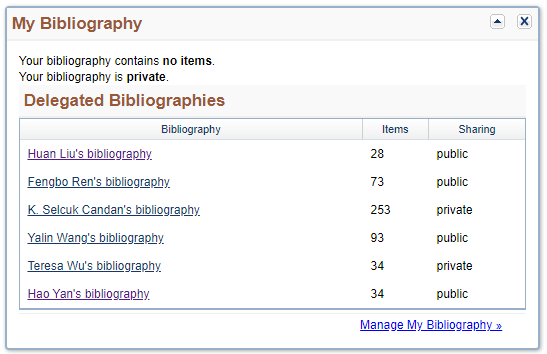 My Bibliography
Your bibliography contains no items.
Your bibliography is private.
Delegated Bibliographies
Bibliography Items Sharing
Huan Liu's bibliography 28 public
Fengbo Ren's bibliography 73 public
K. Selcuk Candan's bibliography 253 private
Yalin Wang's bibliography 93 public
Teresa Wu's bibliography 34 private
Hao Yan's bibliography 34 public
Manage My Bibliography »